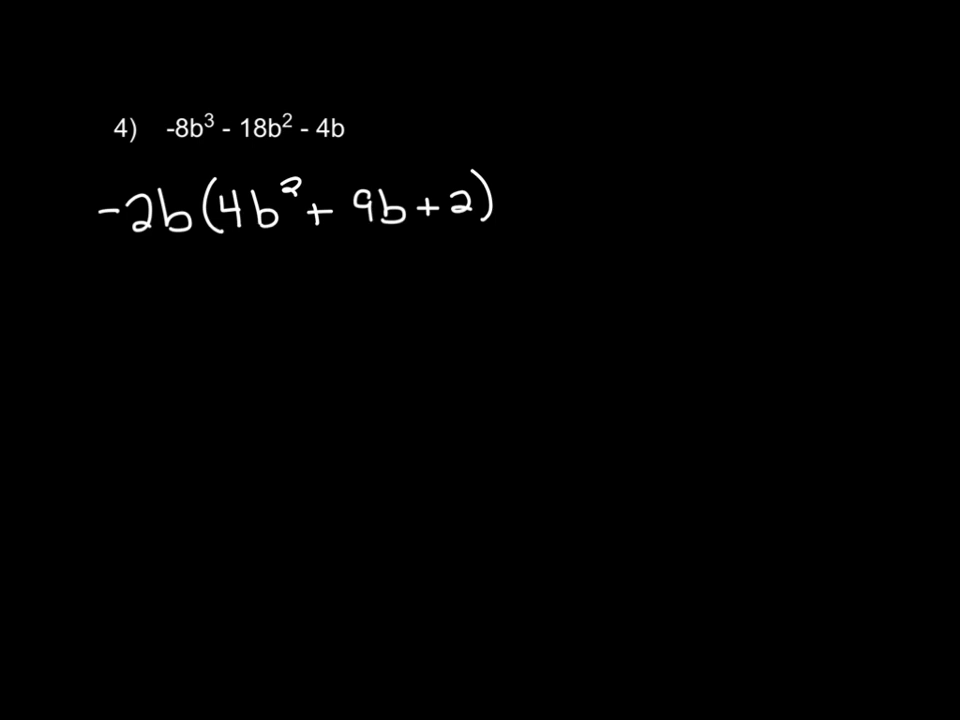 4) -8b³ - 18b² - 4b
-2b(4b² + 9b + 2)